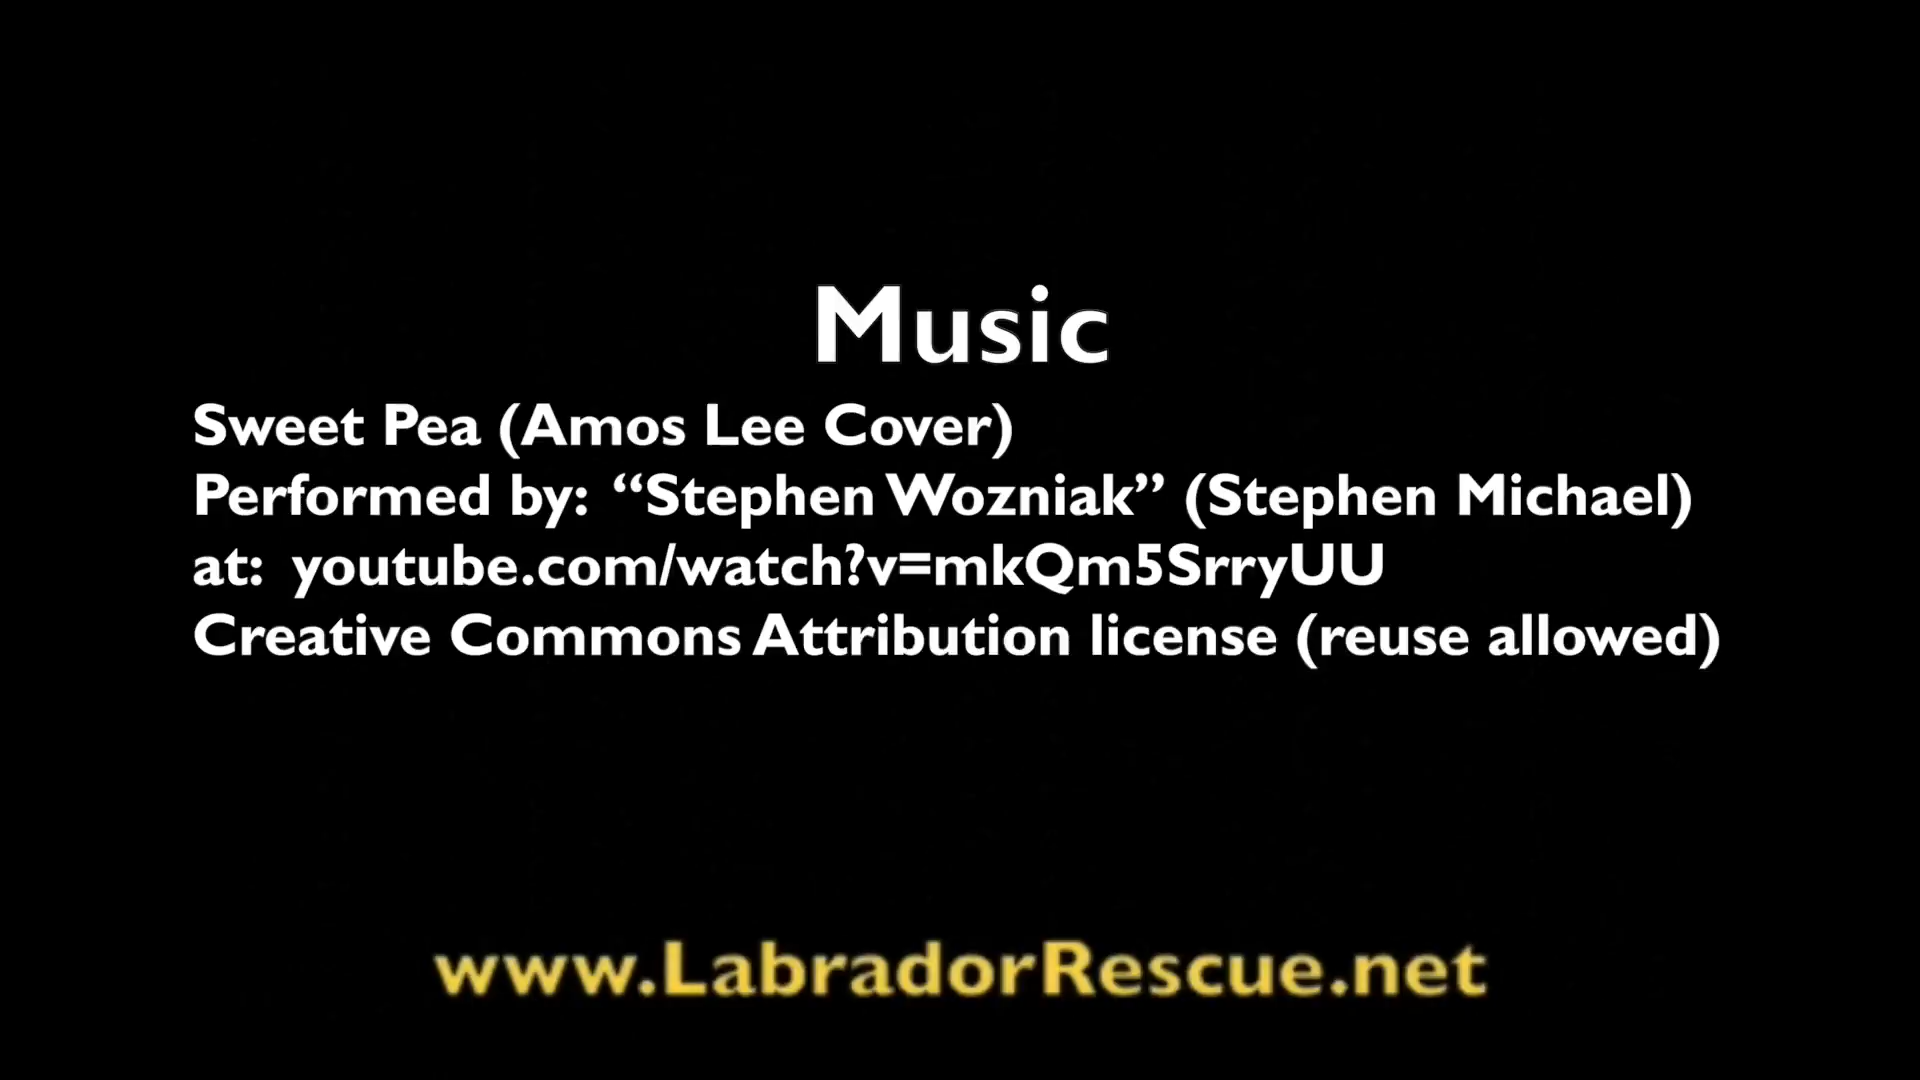 Music
Sweet Pea (Amos Lee Cover)
Performed by: “Stephen Wozniak” (Stephen Michael)
at: youtube.com/watch?v=mkQm5SrryUU
Creative Commons Attribution license (reuse allowed)
www.LabradorRescue.net